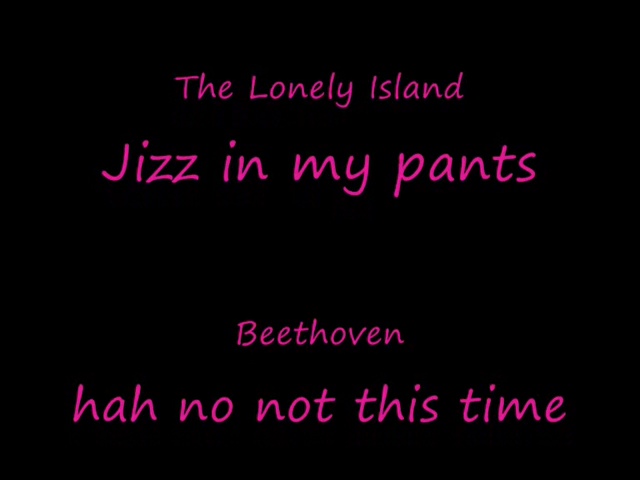 The Lonely Island
Jizz in my pants
Beethoven
hah no not this time